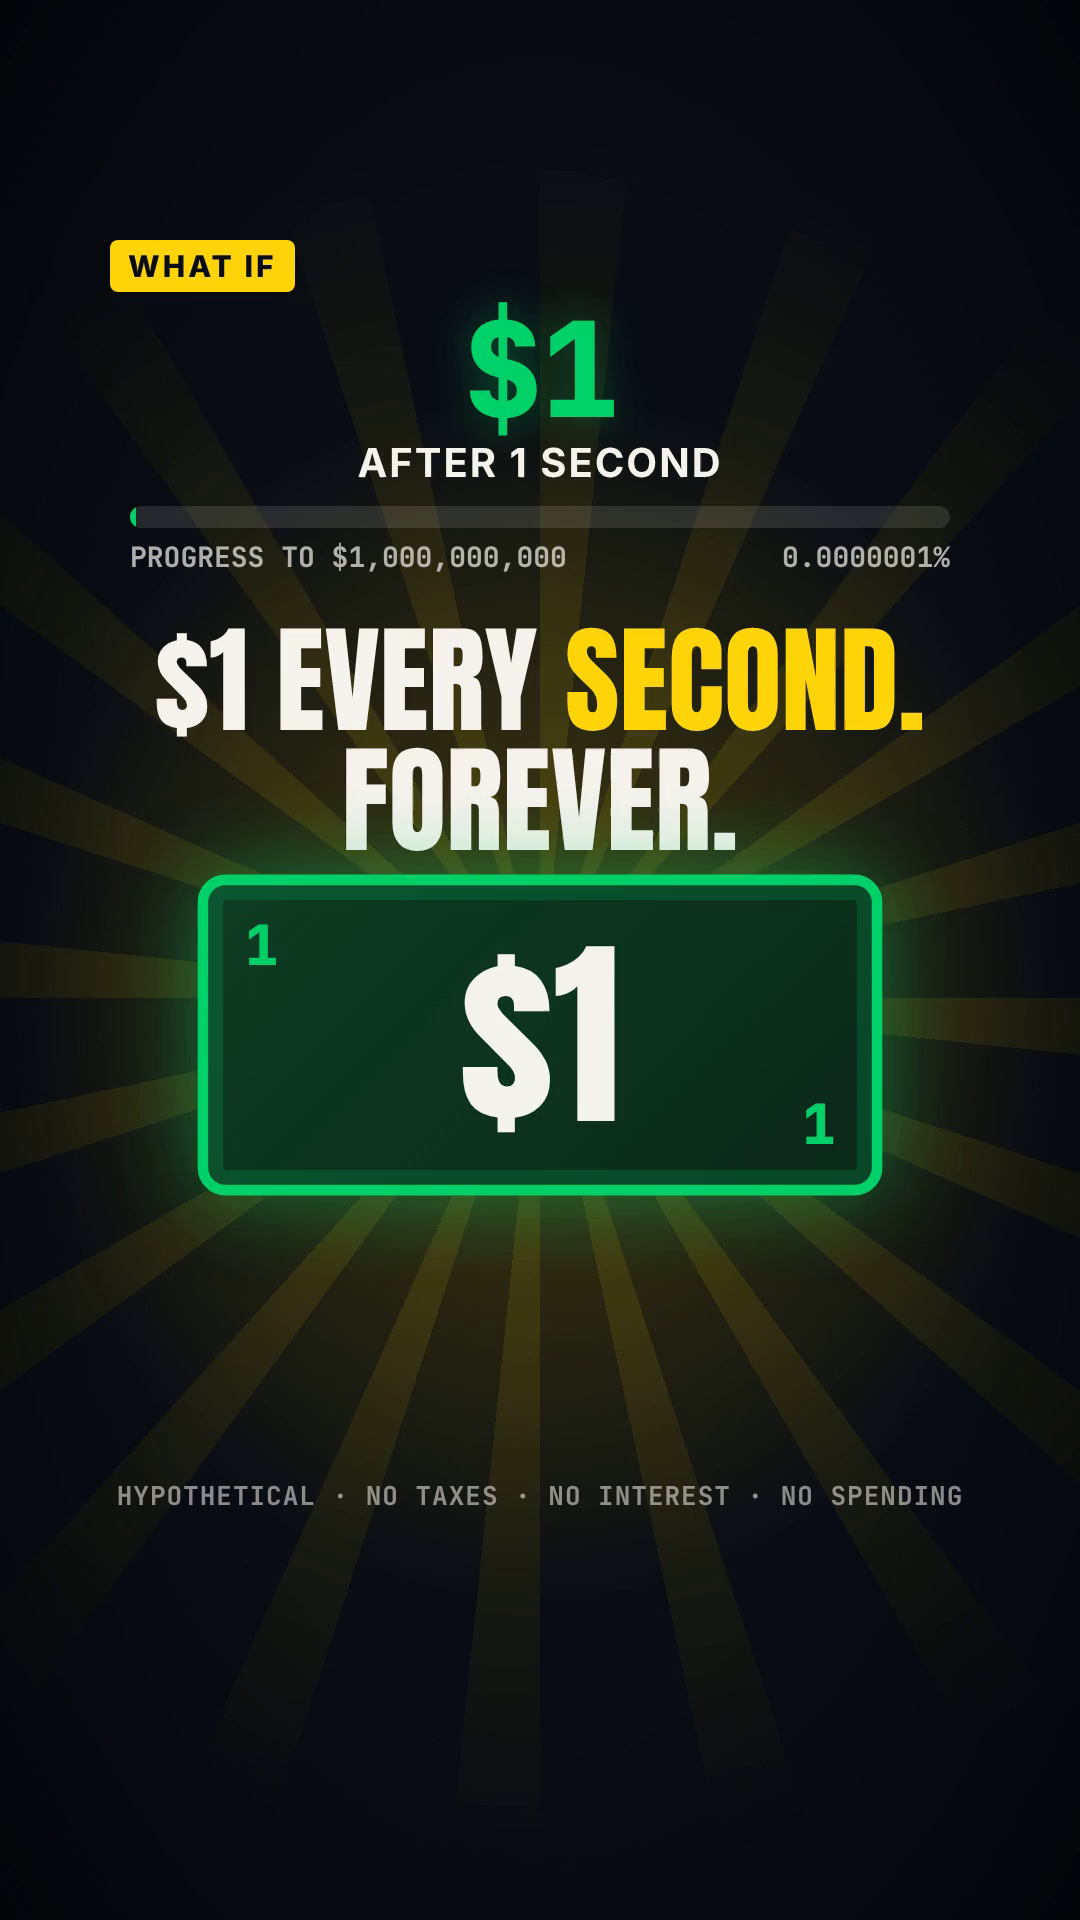 WHAT IF
$1
AFTER 1 SECOND
PROGRESS TO $1,000,000,000 0.0000001%
$1 EVERY SECOND.
FOREVER.
1
$1
1
HYPOTHETICAL · NO TAXES · NO INTEREST · NO SPENDING